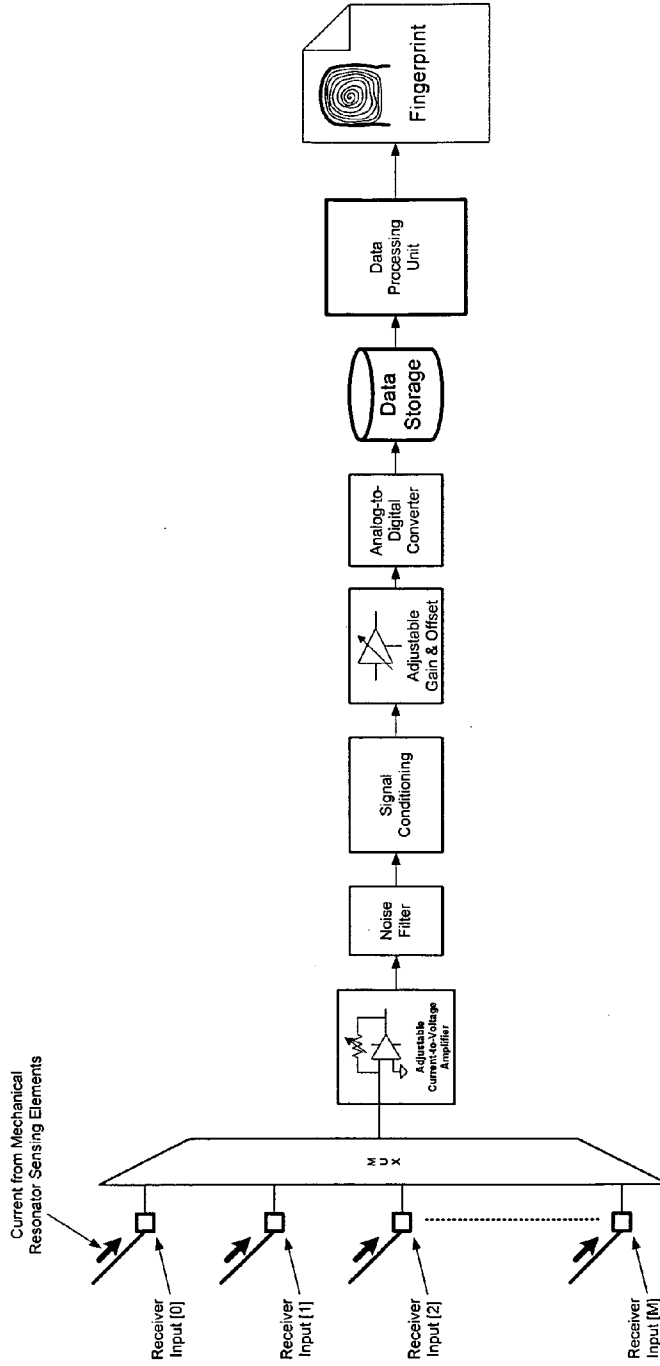 Current from Mechanical
Resonator Sensing Elements
Receiver
Input [0]
Receiver
Input [1]
Receiver
Input [2]
Receiver
Input [M]
M
U
X
Adjustable
Current-to-Voltage
Amplifier
Noise
Filter
Signal
Conditioning
Adjustable
Gain & Offset
Analog-to-
Digital
Converter
Data
Storage
Data
Processing
Unit
Fingerprint